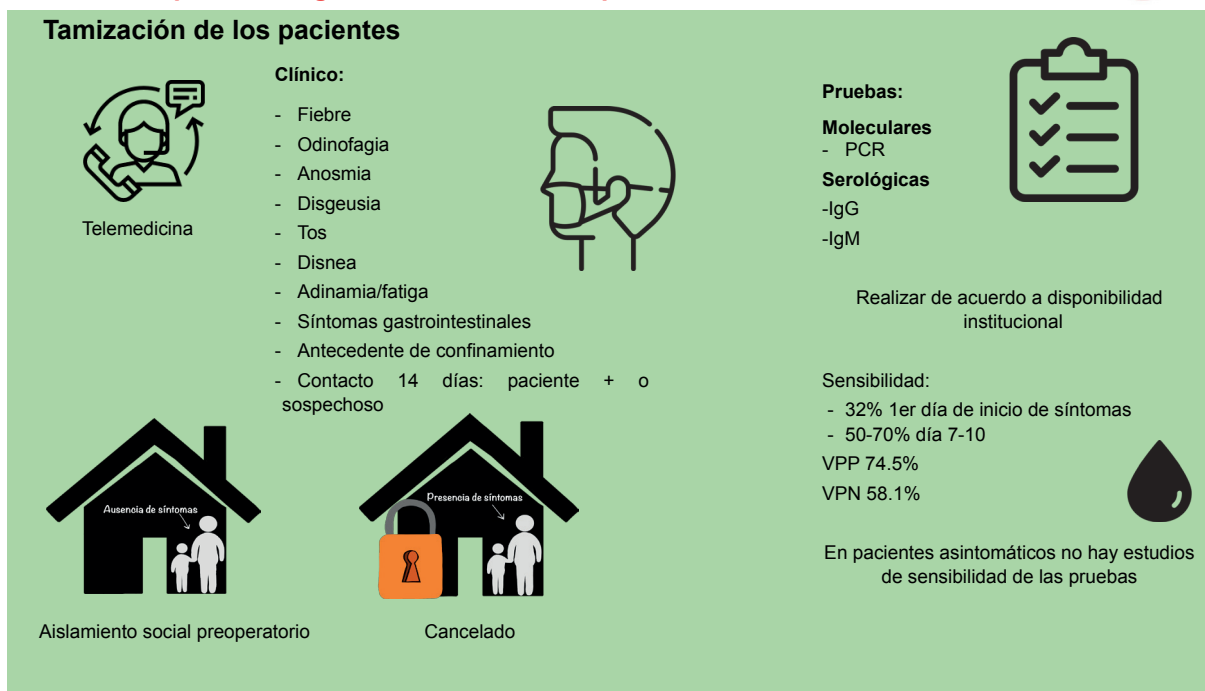 Tamización de los pacientes
Telemedicina
Clínico:
- Fiebre
- Odinofagia
- Anosmia
- Disgeusia
- Tos
- Disnea
- Adinamia/fatiga
- Síntomas gastrointestinales
- Antecedente de confinamiento
- Contacto 14 días: paciente + o
sospechoso
Ausencia de síntomas
Aislamiento social preoperatorio
Presencia de síntomas
Cancelado
Pruebas:
Moleculares
- PCR
Serológicas
-IgG
-IgM
Realizar de acuerdo a disponibilidad
institucional
Sensibilidad:
- 32% 1er día de inicio de síntomas
- 50-70% día 7-10
VPP 74.5%
VPN 58.1%
En pacientes asintomáticos no hay estudios
de sensibilidad de las pruebas